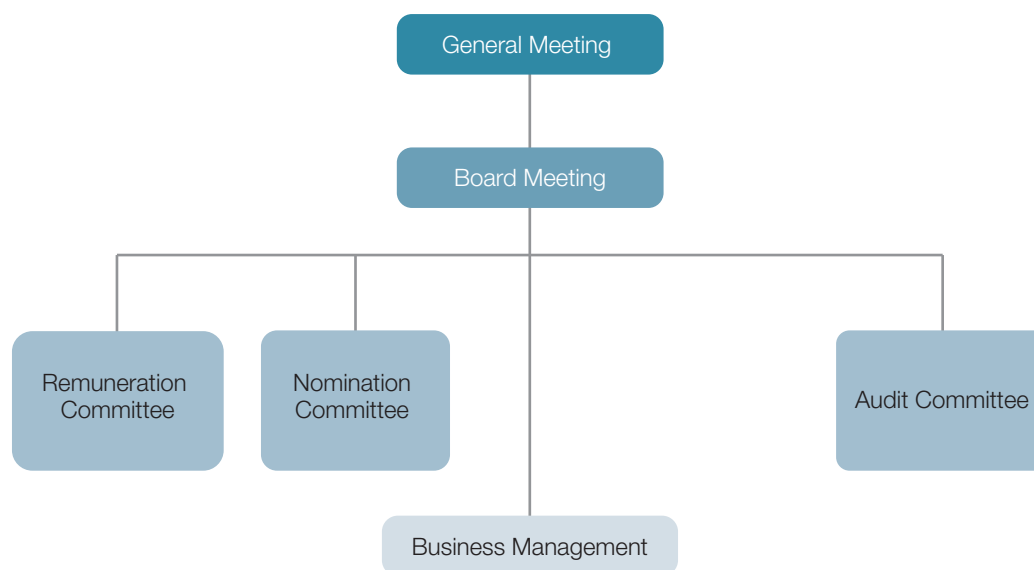 General Meeting
Board Meeting
Remuneration
Committee
Nomination
Committee
Audit Committee
Business Management